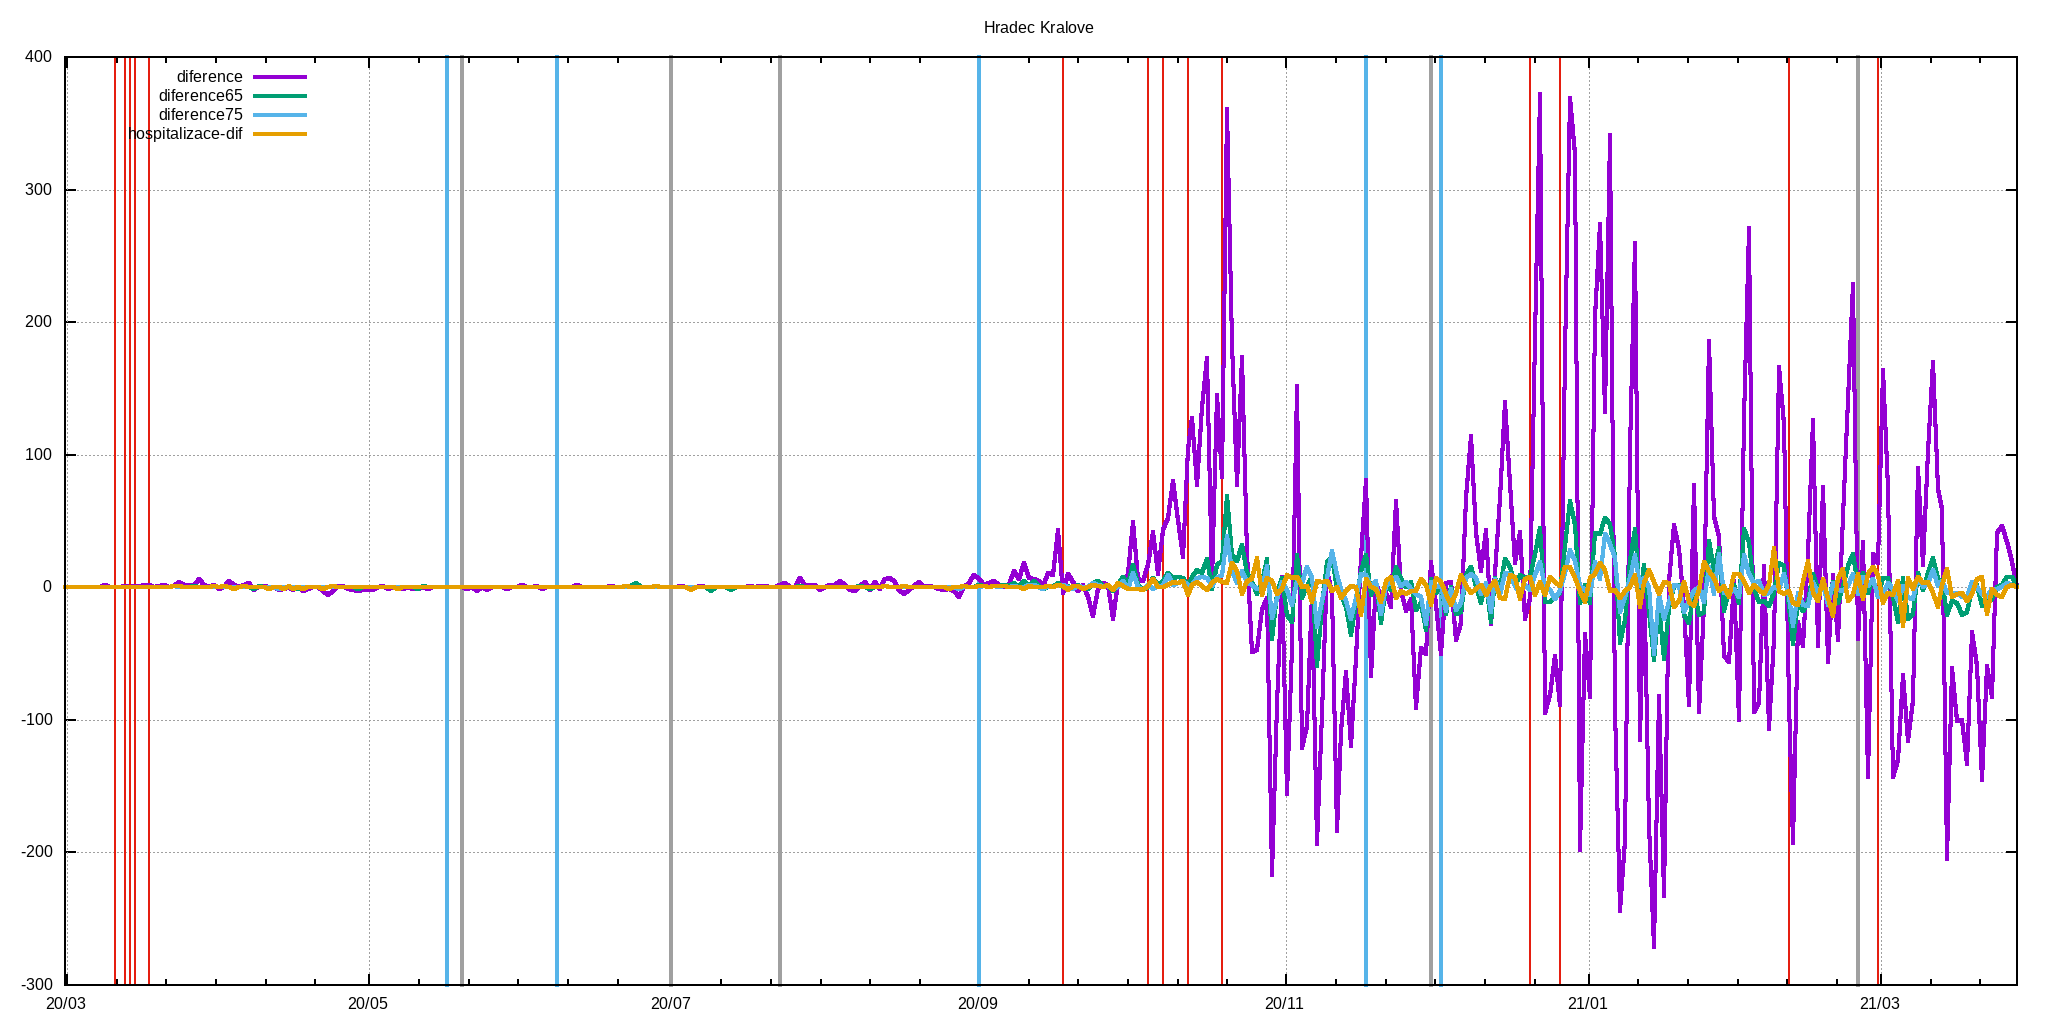 Hradec Kralove
400
300
200
100
0
-100
-200
-300
diference
diference65
diference75
hospitalizace-dif
20/03 20/05 20/07 20/09 20/11 21/01 21/03